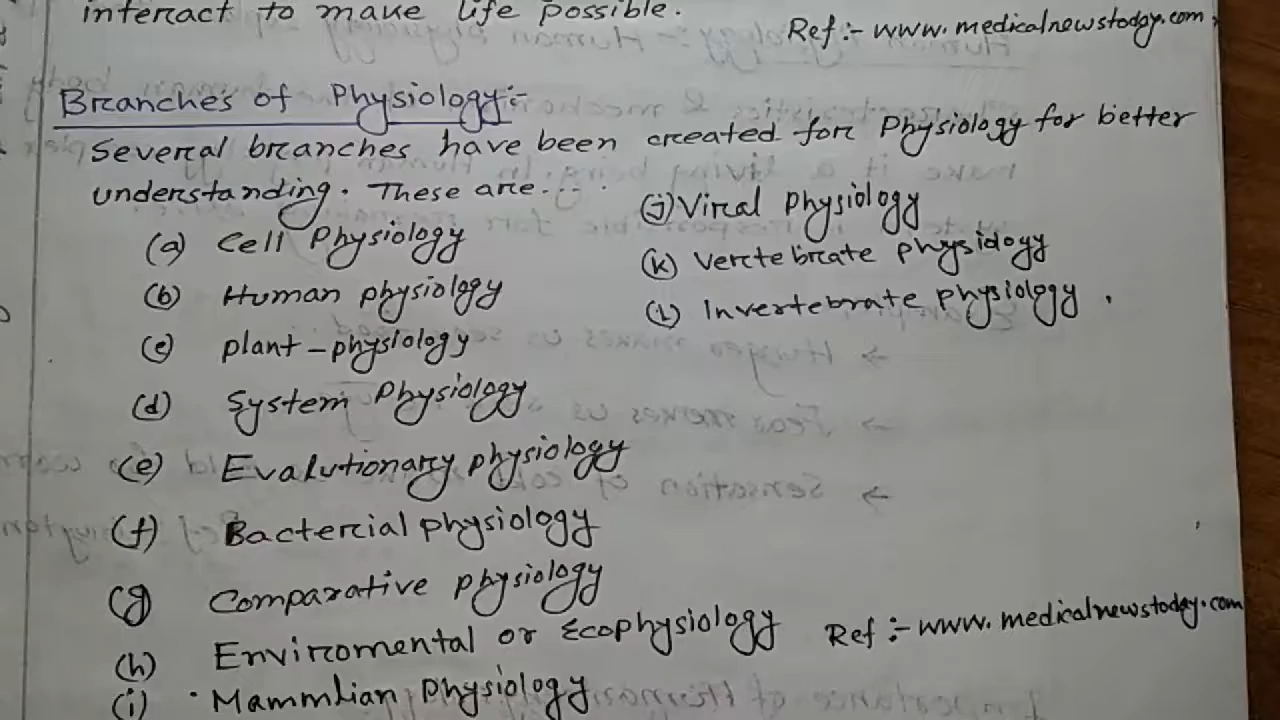 interact to make life possible.
Ref :- www.medicalnewstoday.com
Branches of Physiology :-
Several branches have been created for Physiology for better
understanding. These are....
(a) Cell Physiology
(b) Human physiology
(c) plant-physiology
(d) System Physiology
(e) Evalutionary physiology
(f) Bacterial physiology
(g) Comparative physiology
(h) Enviromental or Ecophysiology
(i) Mammlian Physiology
(j) Viral Physiology
(k) Vertebrate physiology
(l) Invertebrate physiology.
Ref :- www.medicalnewstoday.com